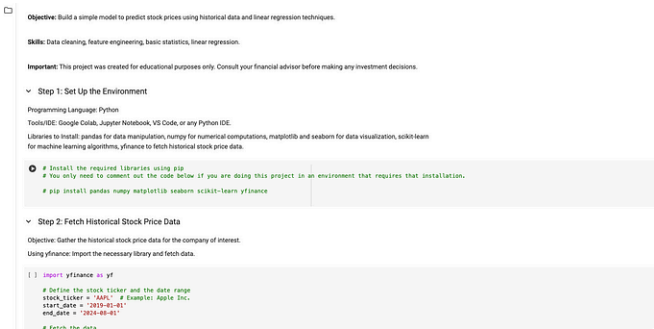 Objective: Build a simple model to predict stock prices using historical data and linear regression techniques.
Skills: Data cleaning, feature engineering, basic statistics, linear regression.
Important: This project was created for educational purposes only. Consult your financial advisor before making any investment decisions.
Step 1: Set Up the Environment
Programming Language: Python
Tools/IDE: Google Colab, Jupyter Notebook, VS Code, or any Python IDE.
Libraries to Install: pandas for data manipulation, numpy for numerical computations, matplotlib and seaborn for data visualization, scikit-learn
for machine learning algorithms, yfinance to fetch historical stock price data.
# Install the required libraries using pip
# You only need to comment out the code below if you are doing this project in an environment that requires that installation.
# pip install pandas numpy matplotlib seaborn scikit-learn yfinance
Step 2: Fetch Historical Stock Price Data
Objective: Gather the historical stock price data for the company of interest.
Using yfinance: Import the necessary library and fetch data.
[ ] import yfinance as yf
# Define the stock ticker and the date range
stock_ticker = 'AAPL' # Example: Apple Inc.
start_date = '2019-01-01'
end_date = '2024-08-01'
# Fetch the data